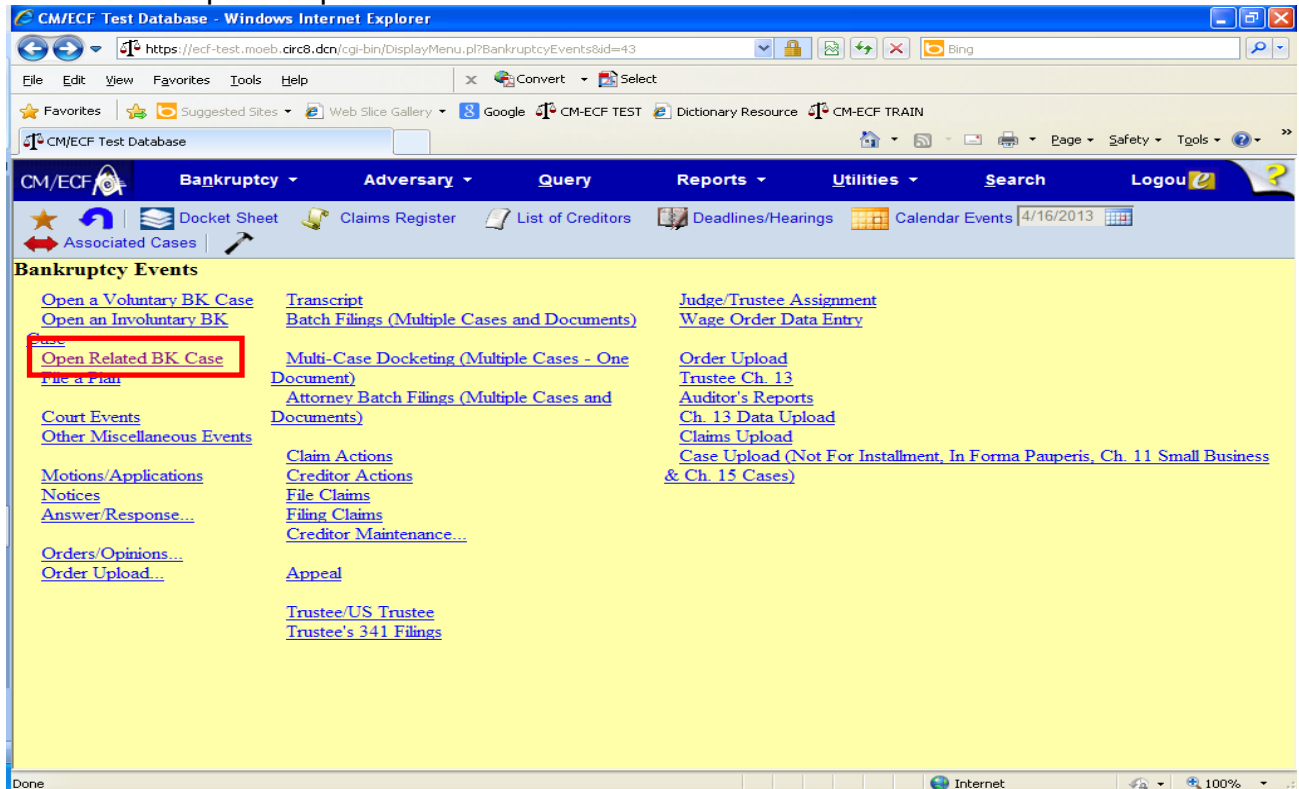 CM/ECF Test Database - Windows Internet Explorer
https://ecf-test.moeb.circ8.dcn/cgi-bin/DisplayMenu.pl?BankruptcyEvents&id=43
Bing
File Edit View Favorites Tools Help
x Convert Select
Favorites Suggested Sites Web Slice Gallery Google CM-ECF TEST Dictionary Resource CM-ECF TRAIN
CM/ECF Test Database
Page Safety Tools
CM/ECF Bankruptcy Adversary Query Reports Utilities Search Logou
Docket Sheet Claims Register List of Creditors Deadlines/Hearings Calendar Events 4/16/2013
Associated Cases
Bankruptcy Events
Open a Voluntary BK Case
Open an Involuntary BK
Case
Open Related BK Case
File a Plan
Court Events
Other Miscellaneous Events
Motions/Applications
Notices
Answer/Response...
Orders/Opinions...
Order Upload...
Transcript
Batch Filings (Multiple Cases and Documents)
Multi-Case Docketing (Multiple Cases - One
Document)
Attorney Batch Filings (Multiple Cases and
Documents)
Claim Actions
Creditor Actions
File Claims
Filing Claims
Creditor Maintenance...
Appeal
Trustee/US Trustee
Trustee's 341 Filings
Judge/Trustee Assignment
Wage Order Data Entry
Order Upload
Trustee Ch. 13
Auditor's Reports
Ch. 13 Data Upload
Claims Upload
Case Upload (Not For Installment, In Forma Pauperis, Ch. 11 Small Business
& Ch. 15 Cases)
Done
Internet
100%